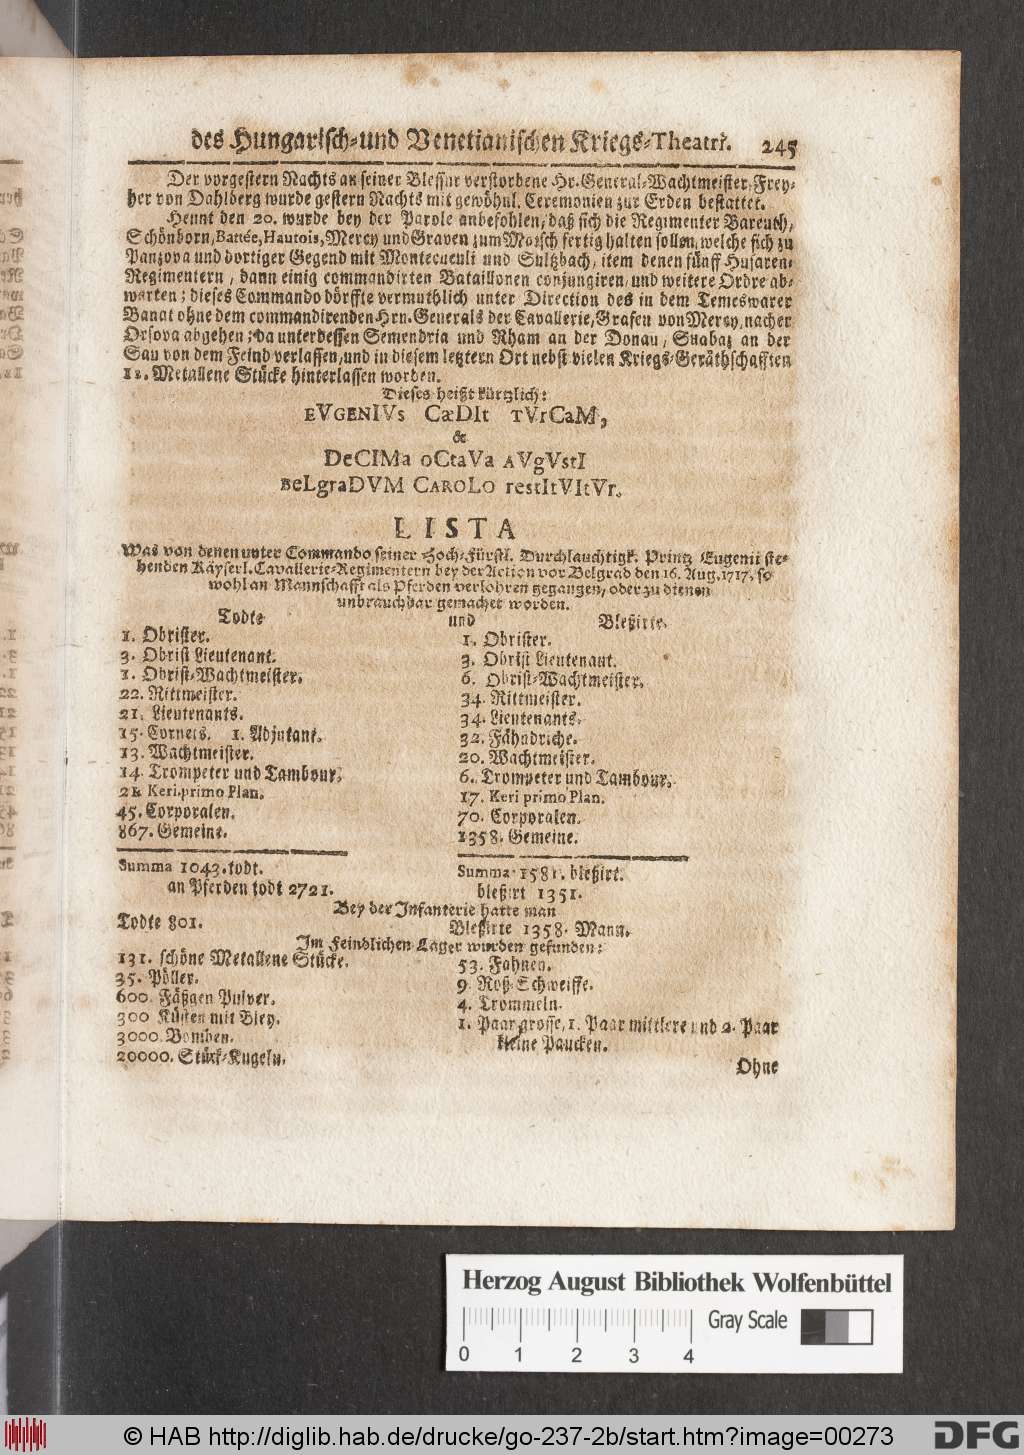 des Hungarisch-und Venetianischen Kriegs-Theatri. 245
Der vorgestern Nachts an seiner Blessur verstorbene Hr. General-Wachtmeister, Frey-
her von Dahlberg wurde gestern Nachts mit gewöhnl. Ceremonien zur Erden bestattet.
Heunt den 20. wurde bey der Parole anbefohlen, daß sich die Regimenter Bareuth,
Schönborn, Battée, Hautois, Mercy und Graven zum Marsch fertig halten sollen, welche sich zu
Panzova und dortiger Gegend mit Montecuculi und Sultzbach, item denen fünff Husaren-
Regimentern, dann einig commandirten Bataillonen conjungiren, und weitere Ordre ab-
warten; dieses Commando dörffte vermuthlich unter Direction des in dem Temeswarer
Banat ohne dem commandirenden Hrn. Generals der Cavallerie, Grafen von Mercy, nacher
Orsova abgehen; da unterdessen Semendria und Rham an der Donau, Suabaz an der
Sau von dem Feind verlassen, und in diesem letztern Ort nebst vielen Kriegs-Geräthschafften
12. Metallene Stücke hinterlassen worden.
Dieses heißt kürtzlich:
EVGENIVs CæDIt TVrCaM,
&
DeCIMa oCtaVa AVgVstI
BeLgraDVM CAROLO restItVItVr.
LISTA
Was von denen unter Commando seiner Hoch-Fürstl. Durchlauchtigk. Printz Eugenii ste-
henden Käyserl. Cavallerie-Regimentern bey der Action vor Belgrad den 16. Aug. 1717. so
wohl an Mannschafft als Pferden verlohren gegangen, oder zu dienen
unbrauchbar gemachet worden.
Todte und Bleßirte.
1. Obrister. 1. Obrister.
3. Obrist Lieutenant. 3. Obrist Lieutenant.
1. Obrist-Wachtmeister. 6. Obrist-Wachtmeister.
22. Rittmeister. 34. Rittmeister.
21. Lieutenants. 34. Lieutenants.
15. Cornets. 1. Adjutant. 32. Fähndriche.
13. Wachtmeister. 20. Wachtmeister.
14. Trompeter und Tambour. 6. Trompeter und Tambour.
21. Keri primo Plan. 17. Keri primo Plan.
45. Corporalen. 70. Corporalen.
867. Gemeine. 1358. Gemeine.
Summa 1043. todt. Summa 1581. bleßirt.
an Pferden todt 2721. bleßirt 1351.
Bey der Infanterie hatte man
Todte 801. Bleßirte 1358. Mann.
Im Feindlichen Lager wurden gefunden:
131. schöne Metallene Stücke. 53. Fahnen.
35. Pöller. 9. Roß-Schweiffe.
600. Fäßgen Pulver. 4. Trommeln.
300 Küsten mit Bley. 1. Paar grosse, 1. Paar mittlere und 2. Paar
3000. Bomben. kleine Paucken.
20000. Stück-Kugeln.
Ohne
Herzog August Bibliothek Wolfenbüttel
Gray Scale
0 1 2 3 4
© HAB http://diglib.hab.de/drucke/go-237-2b/start.htm?image=00273
DFG